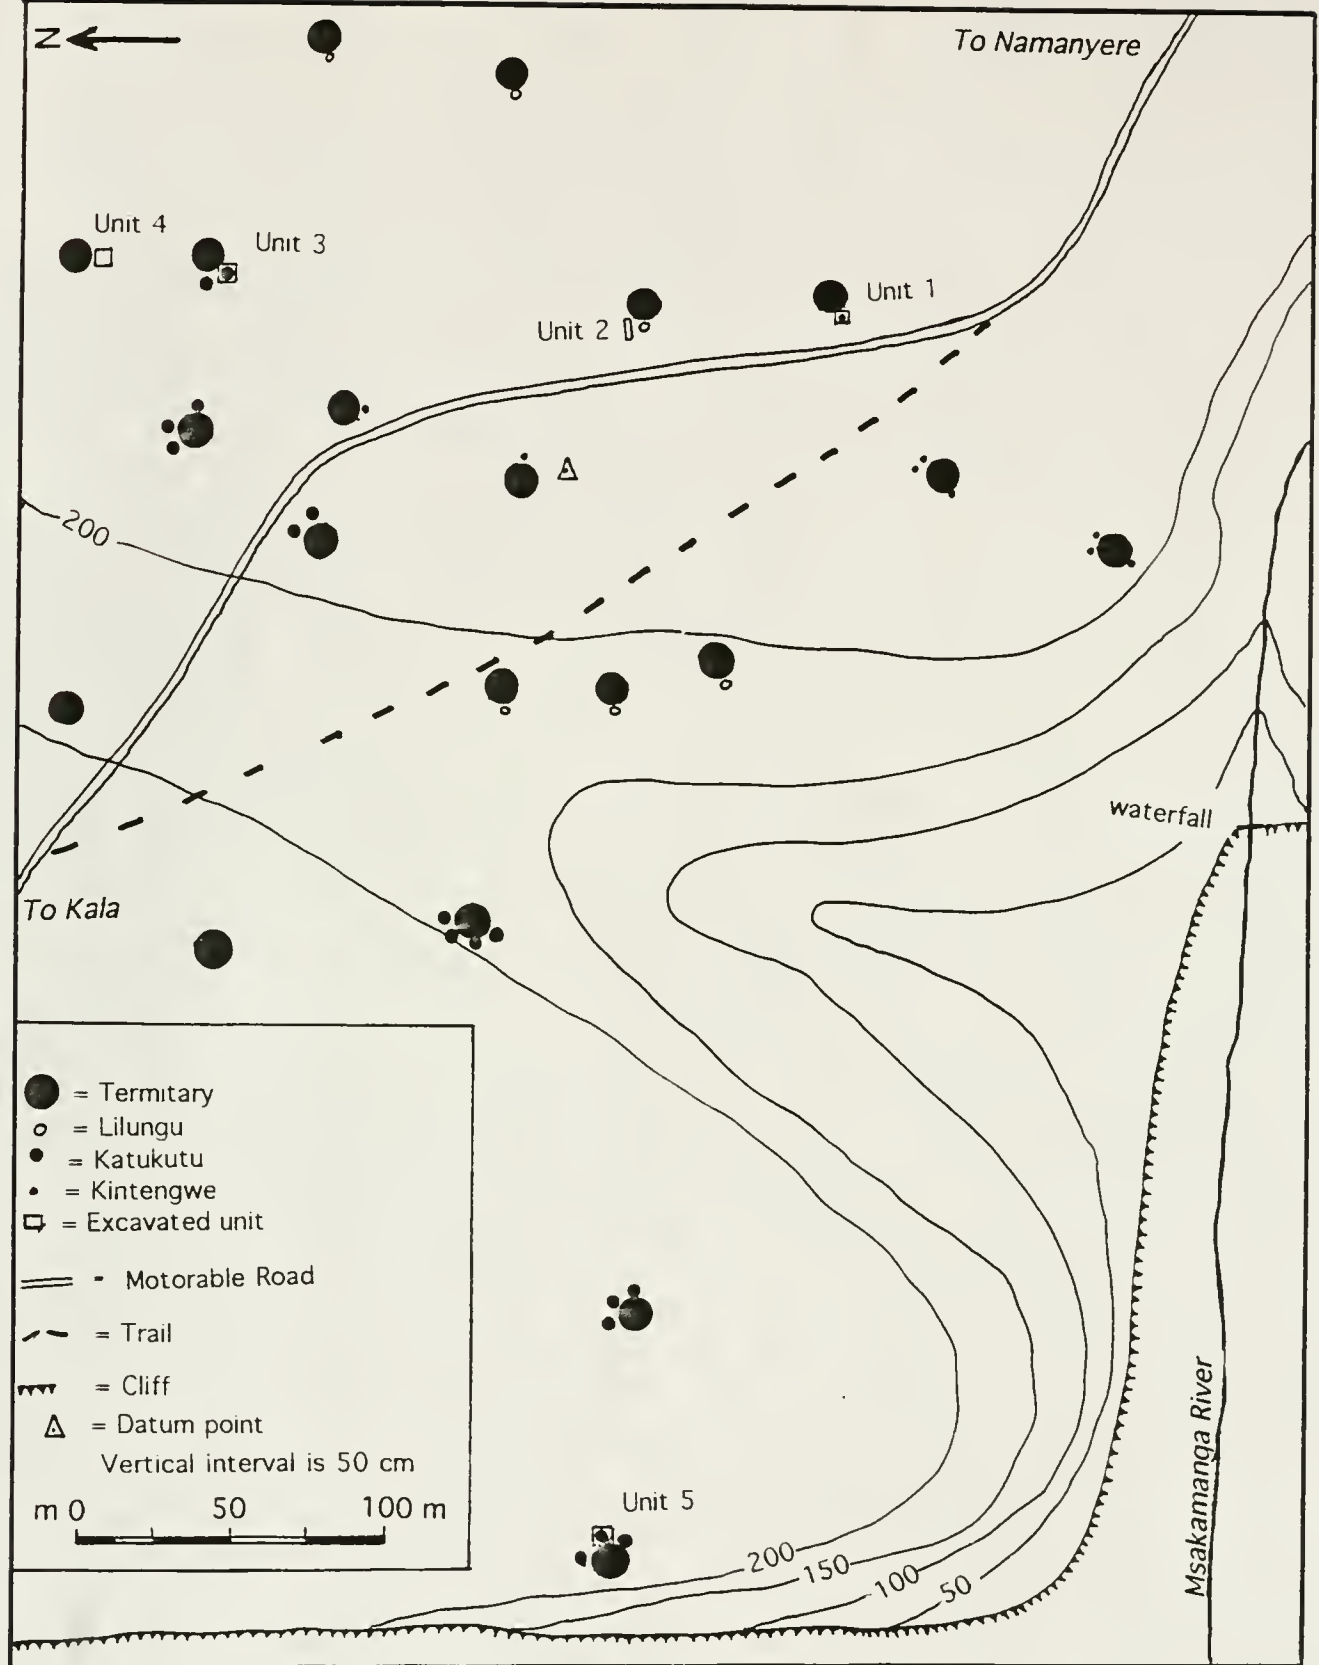 N
To Namanyere
Unit 4
Unit 3
Unit 1
Unit 2
200
waterfall
To Kala
= Termitary
= Lilungu
= Katukutu
= Kintengwe
= Excavated unit
- Motorable Road
= Trail
= Cliff
= Datum point
Vertical interval is 50 cm
m 0 50 100 m
Unit 5
200
150
100
50
Msakamanga River